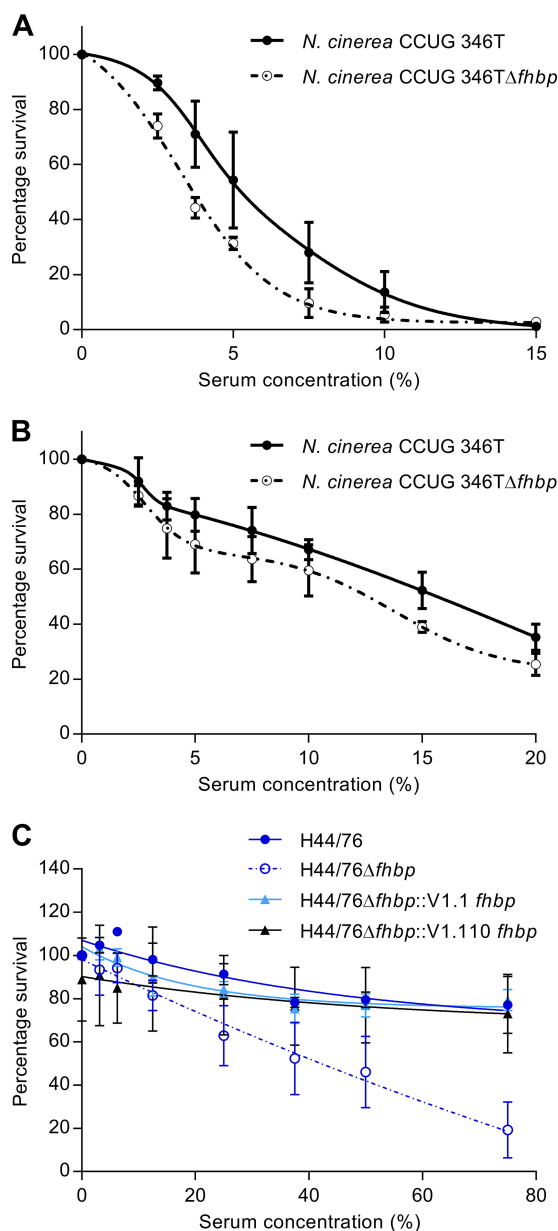 A
N. cinerea CCUG 346T
N. cinerea CCUG 346TΔfhbp
100
80
60
40
20
0
Percentage survival
0 5 10 15
Serum concentration (%)
B
N. cinerea CCUG 346T
N. cinerea CCUG 346TΔfhbp
100
80
60
40
20
0
Percentage survival
0 5 10 15 20
Serum concentration (%)
C
H44/76
H44/76Δfhbp
H44/76Δfhbp::V1.1 fhbp
H44/76Δfhbp::V1.110 fhbp
140
120
100
80
60
40
20
0
Percentage survival
0 20 40 60 80
Serum concentration (%)